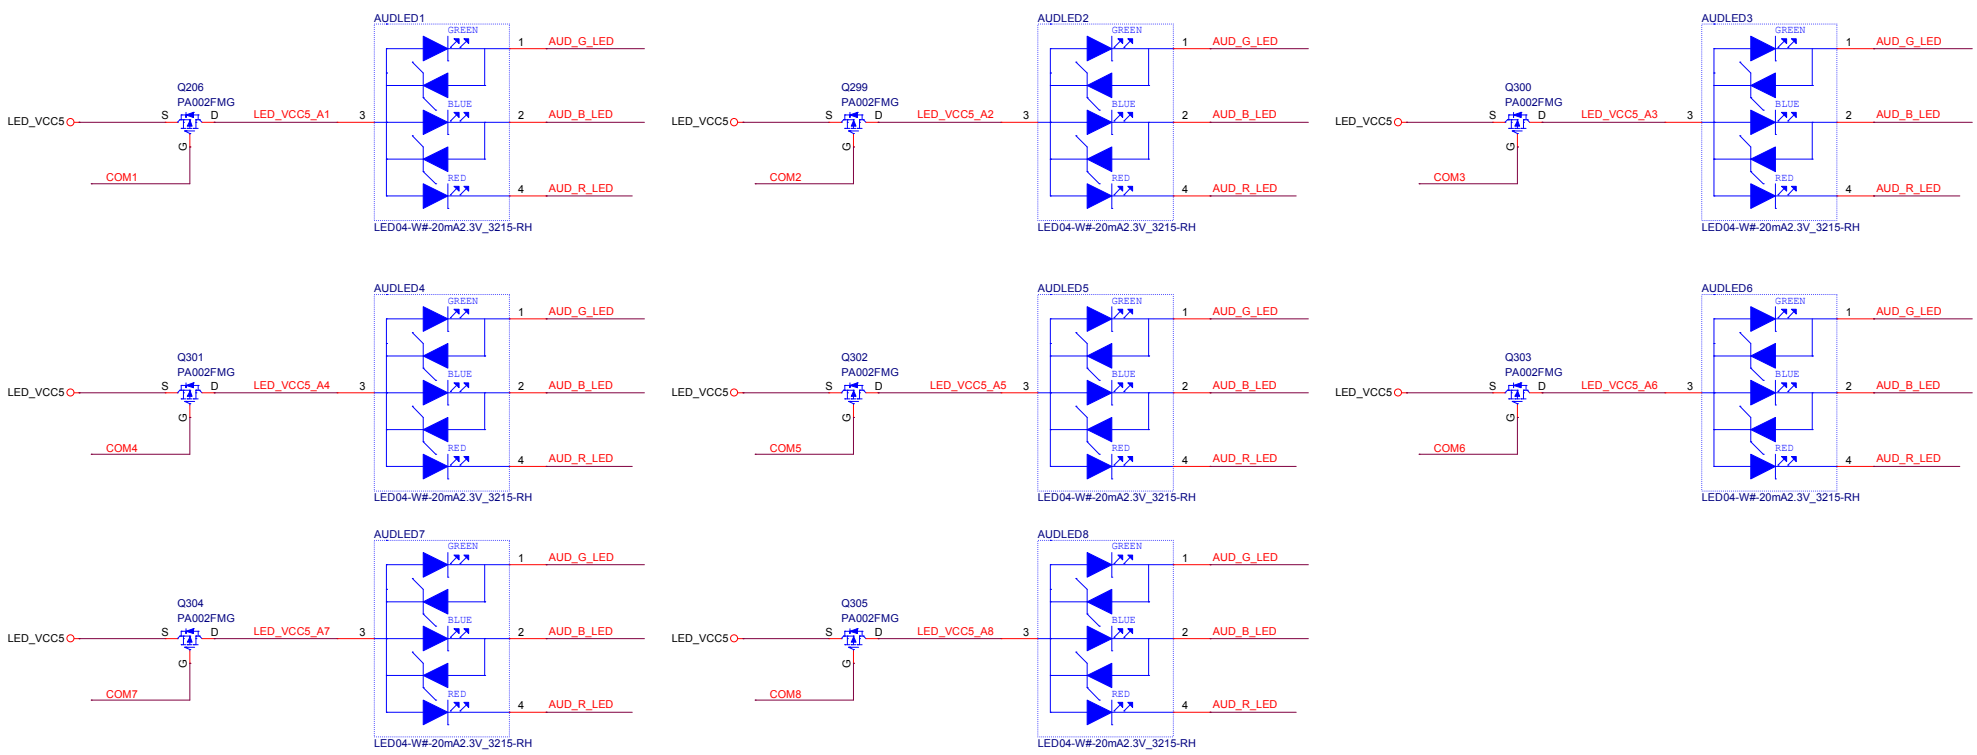 AUDLED1
GREEN
1 AUD_G_LED
Q206
PA002FMG
LED_VCC5 S D LED_VCC5_A1 3
BLUE
2 AUD_B_LED
G
COM1
RED
4 AUD_R_LED
LED04-W#-20mA2.3V_3215-RH
AUDLED2
GREEN
1 AUD_G_LED
Q299
PA002FMG
LED_VCC5 S D LED_VCC5_A2 3
BLUE
2 AUD_B_LED
G
COM2
RED
4 AUD_R_LED
LED04-W#-20mA2.3V_3215-RH
AUDLED3
GREEN
1 AUD_G_LED
Q300
PA002FMG
LED_VCC5 S D LED_VCC5_A3 3
BLUE
2 AUD_B_LED
G
COM3
RED
4 AUD_R_LED
LED04-W#-20mA2.3V_3215-RH
AUDLED4
GREEN
1 AUD_G_LED
Q301
PA002FMG
LED_VCC5 S D LED_VCC5_A4 3
BLUE
2 AUD_B_LED
G
COM4
RED
4 AUD_R_LED
LED04-W#-20mA2.3V_3215-RH
AUDLED5
GREEN
1 AUD_G_LED
Q302
PA002FMG
LED_VCC5 S D LED_VCC5_A5 3
BLUE
2 AUD_B_LED
G
COM5
RED
4 AUD_R_LED
LED04-W#-20mA2.3V_3215-RH
AUDLED6
GREEN
1 AUD_G_LED
Q303
PA002FMG
LED_VCC5 S D LED_VCC5_A6 3
BLUE
2 AUD_B_LED
G
COM6
RED
4 AUD_R_LED
LED04-W#-20mA2.3V_3215-RH
AUDLED7
GREEN
1 AUD_G_LED
Q304
PA002FMG
LED_VCC5 S D LED_VCC5_A7 3
BLUE
2 AUD_B_LED
G
COM7
RED
4 AUD_R_LED
LED04-W#-20mA2.3V_3215-RH
AUDLED8
GREEN
1 AUD_G_LED
Q305
PA002FMG
LED_VCC5 S D LED_VCC5_A8 3
BLUE
2 AUD_B_LED
G
COM8
RED
4 AUD_R_LED
LED04-W#-20mA2.3V_3215-RH